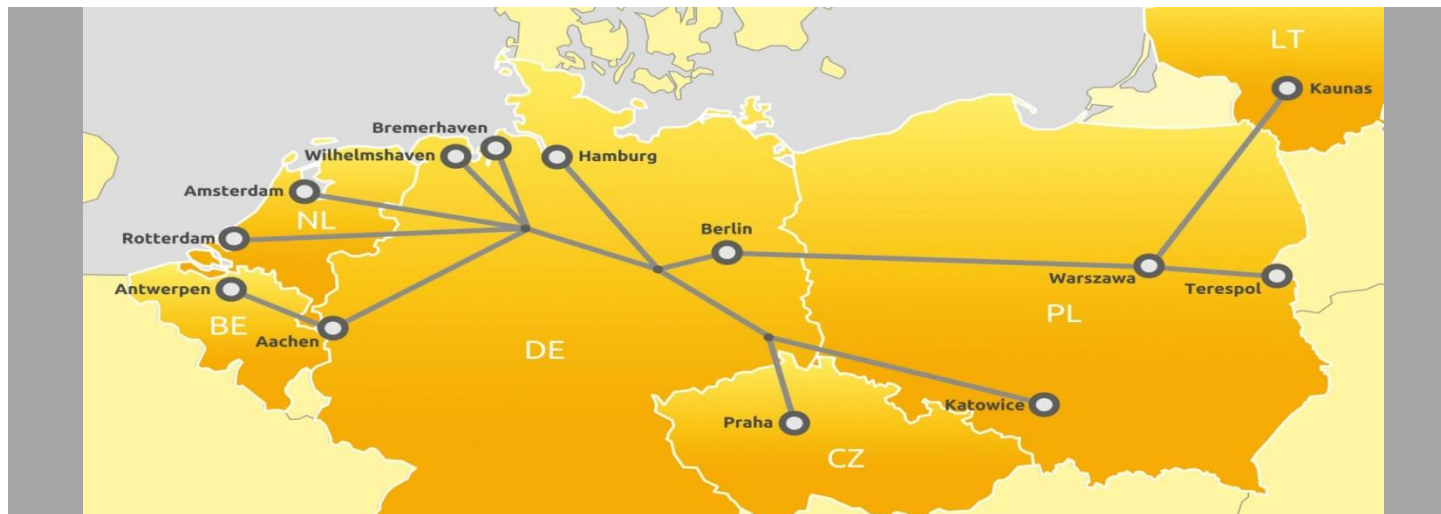 LT
Kaunas
Bremerhaven
Wilhelmshaven
Hamburg
Amsterdam
NL
Rotterdam
Berlin
Warszawa
Terespol
Antwerpen
BE
Aachen
DE
PL
Praha
Katowice
CZ